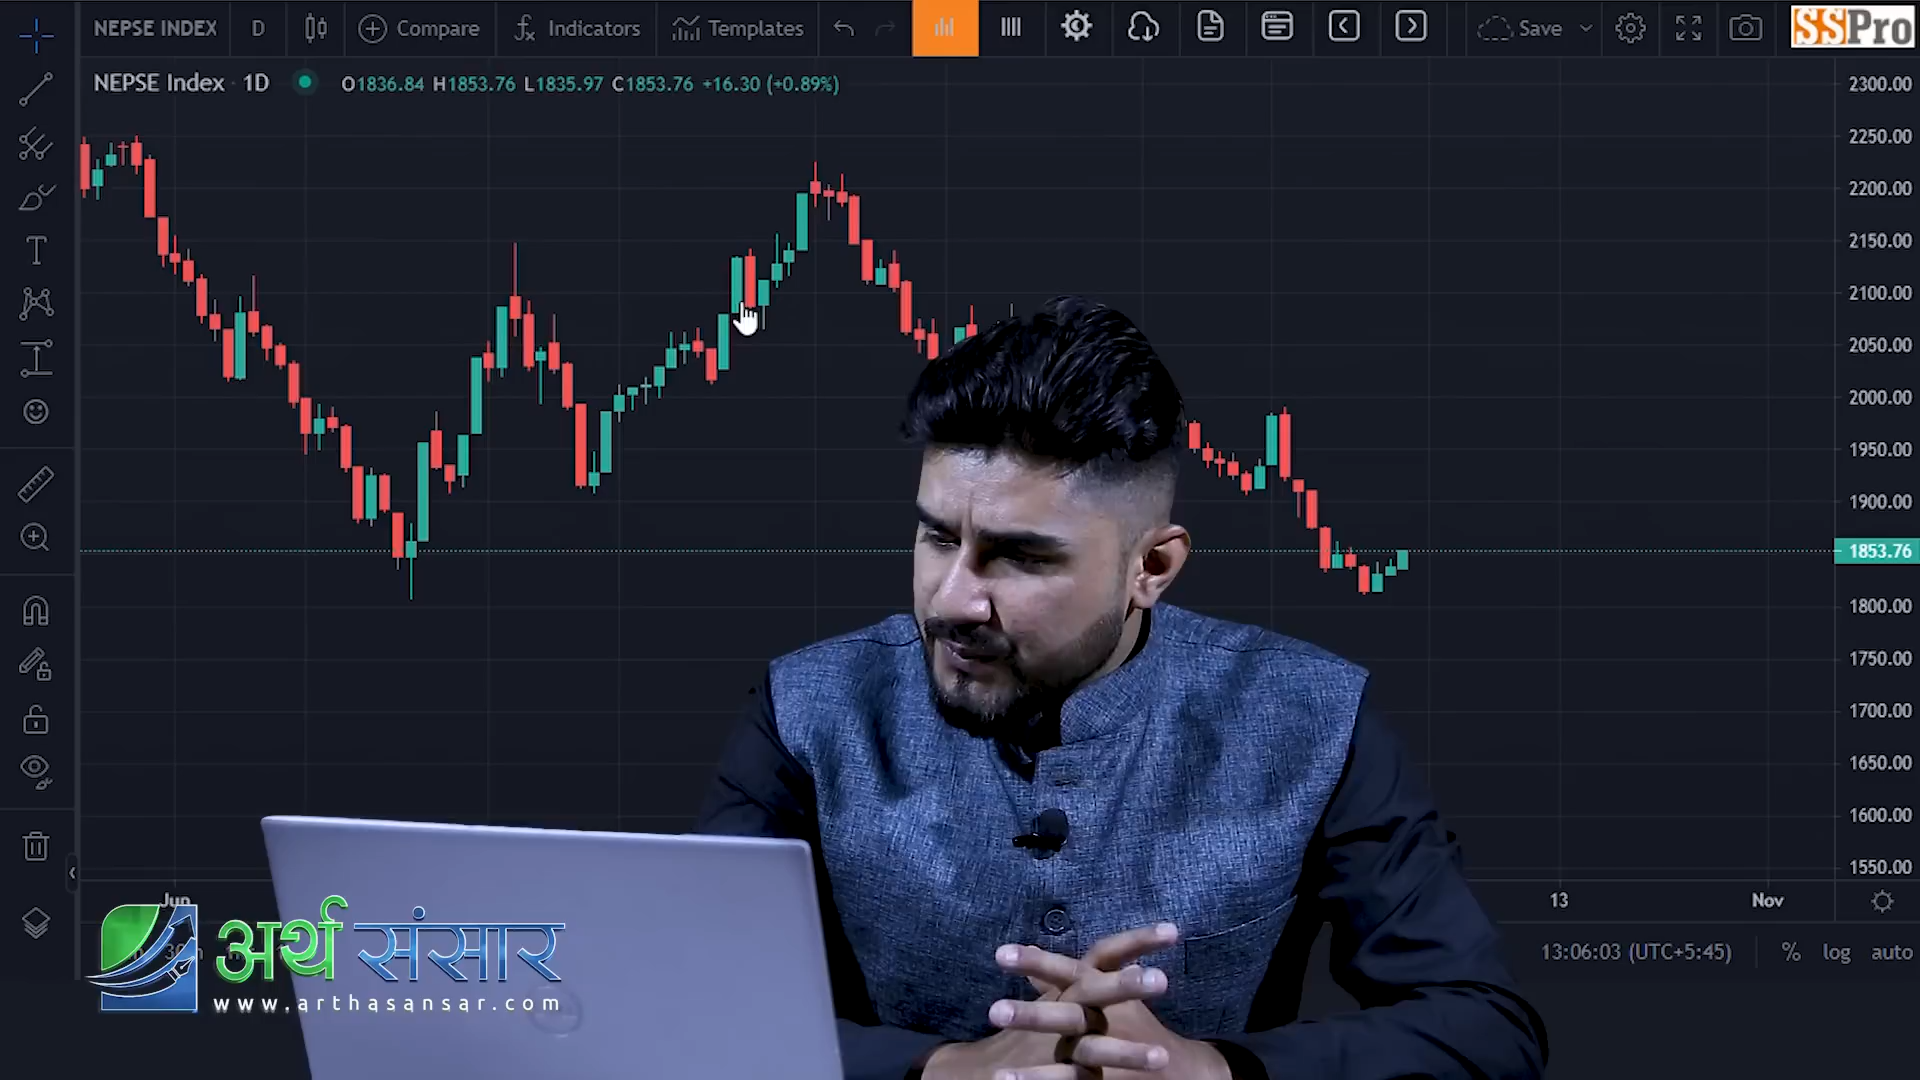 NEPSE INDEX D Compare Indicators Templates Save SSPro
NEPSE Index · 1D O1836.84 H1853.76 L1835.97 C1853.76 +16.30 (+0.89%)
2300.00
2250.00
2200.00
2150.00
2100.00
2050.00
2000.00
1950.00
1900.00
1853.76
1800.00
1750.00
1700.00
1650.00
1600.00
1550.00
Jun 13 Nov
अर्थ संसार
www.arthasansar.com
13:06:03 (UTC+5:45) % log auto